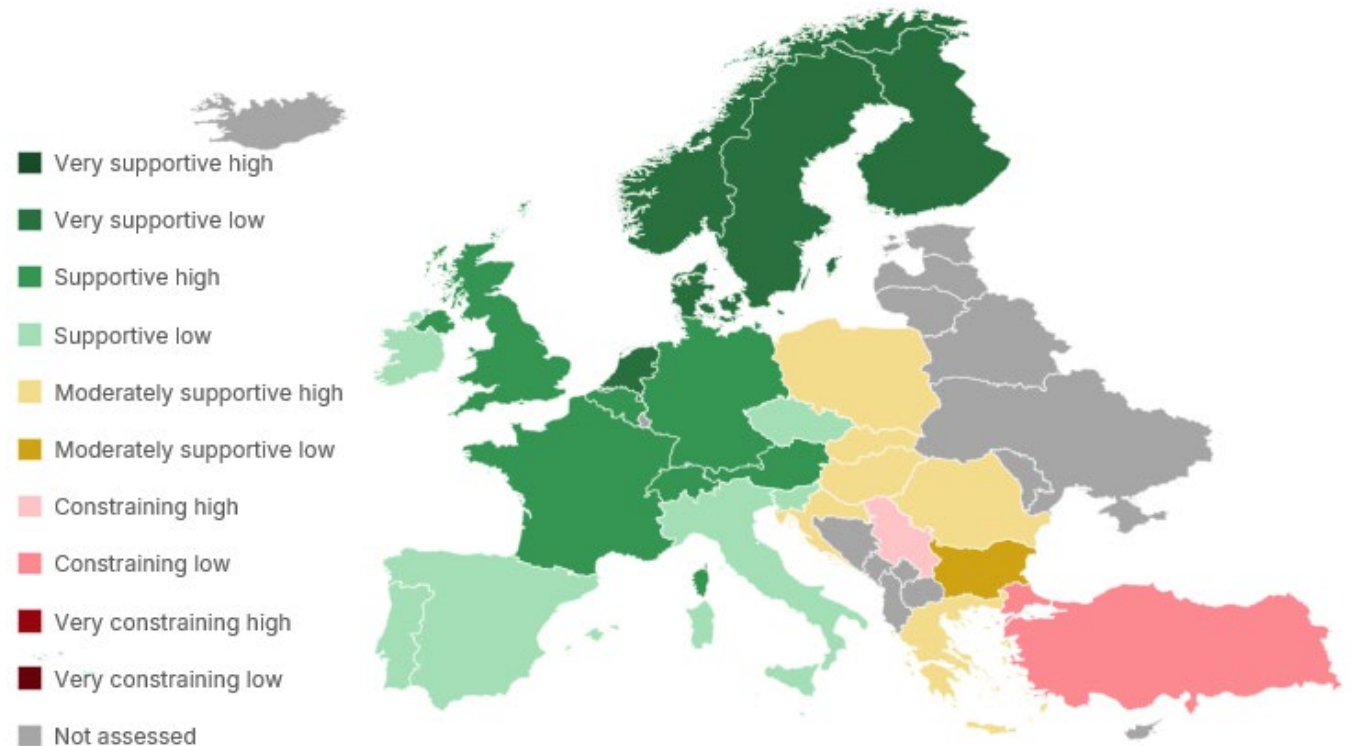 Very supportive high
Very supportive low
Supportive high
Supportive low
Moderately supportive high
Moderately supportive low
Constraining high
Constraining low
Very constraining high
Very constraining low
Not assessed